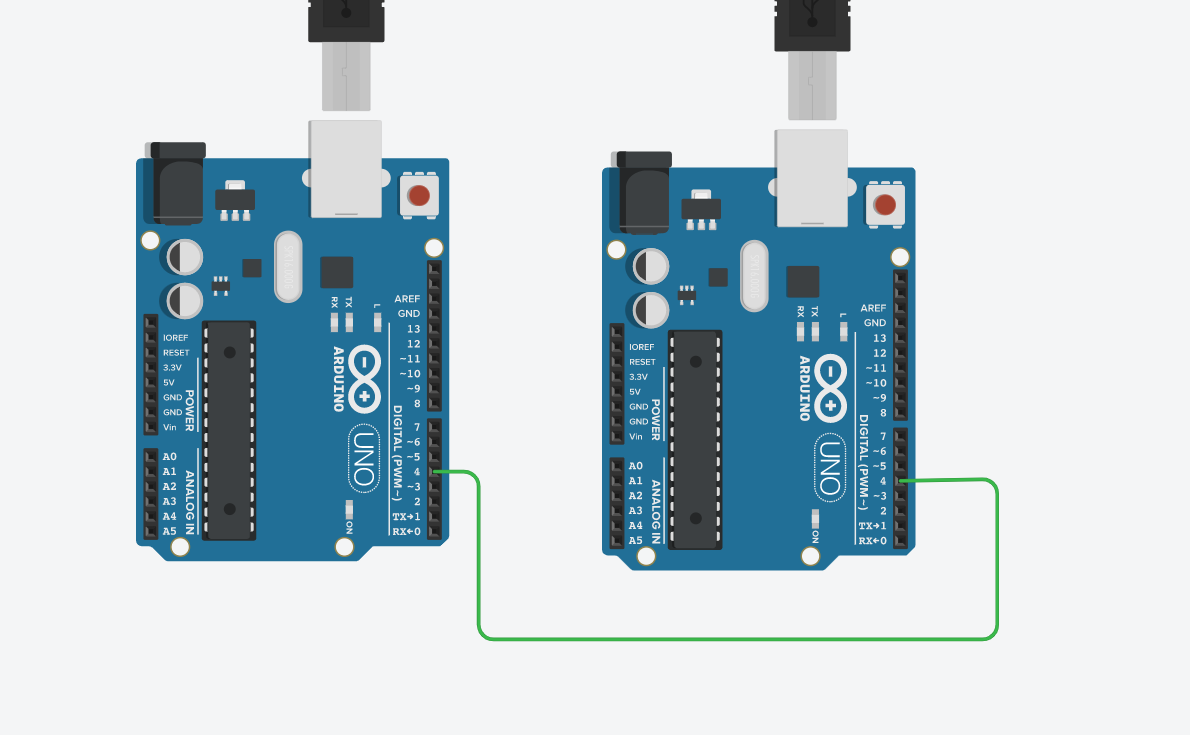 AREF
GND
RX
TX
L
13
12
~11
~10
~9
8
IOREF
RESET
3.3V
5V
GND
GND
Vin
POWER
ARDUINO
UNO
DIGITAL (PWM~)
7
~6
~5
4
~3
2
TX→1
RX←0
A0
A1
A2
A3
A4
A5
ANALOG IN
ON
AREF
GND
RX
TX
L
13
12
~11
~10
~9
8
IOREF
RESET
3.3V
5V
GND
GND
Vin
POWER
ARDUINO
UNO
DIGITAL (PWM~)
7
~6
~5
4
~3
2
TX→1
RX←0
A0
A1
A2
A3
A4
A5
ANALOG IN
ON